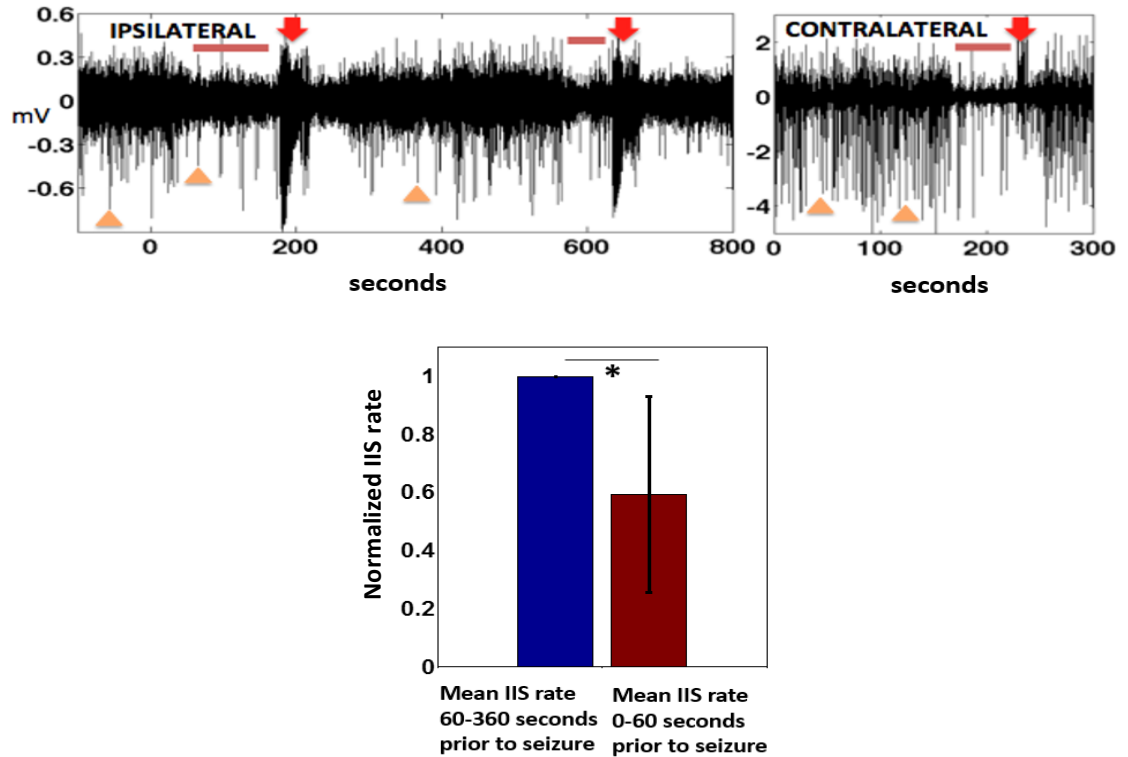 IPSILATERAL
0.6
0.3
0
mV
-0.3
-0.6
0 200 400 600 800
seconds
CONTRALATERAL
2
0
-2
-4
0 100 200 300
seconds
*
1
0.8
0.6
0.4
0.2
0
Normalized IIS rate
Mean IIS rate
60-360 seconds
prior to seizure
Mean IIS rate
0-60 seconds
prior to seizure